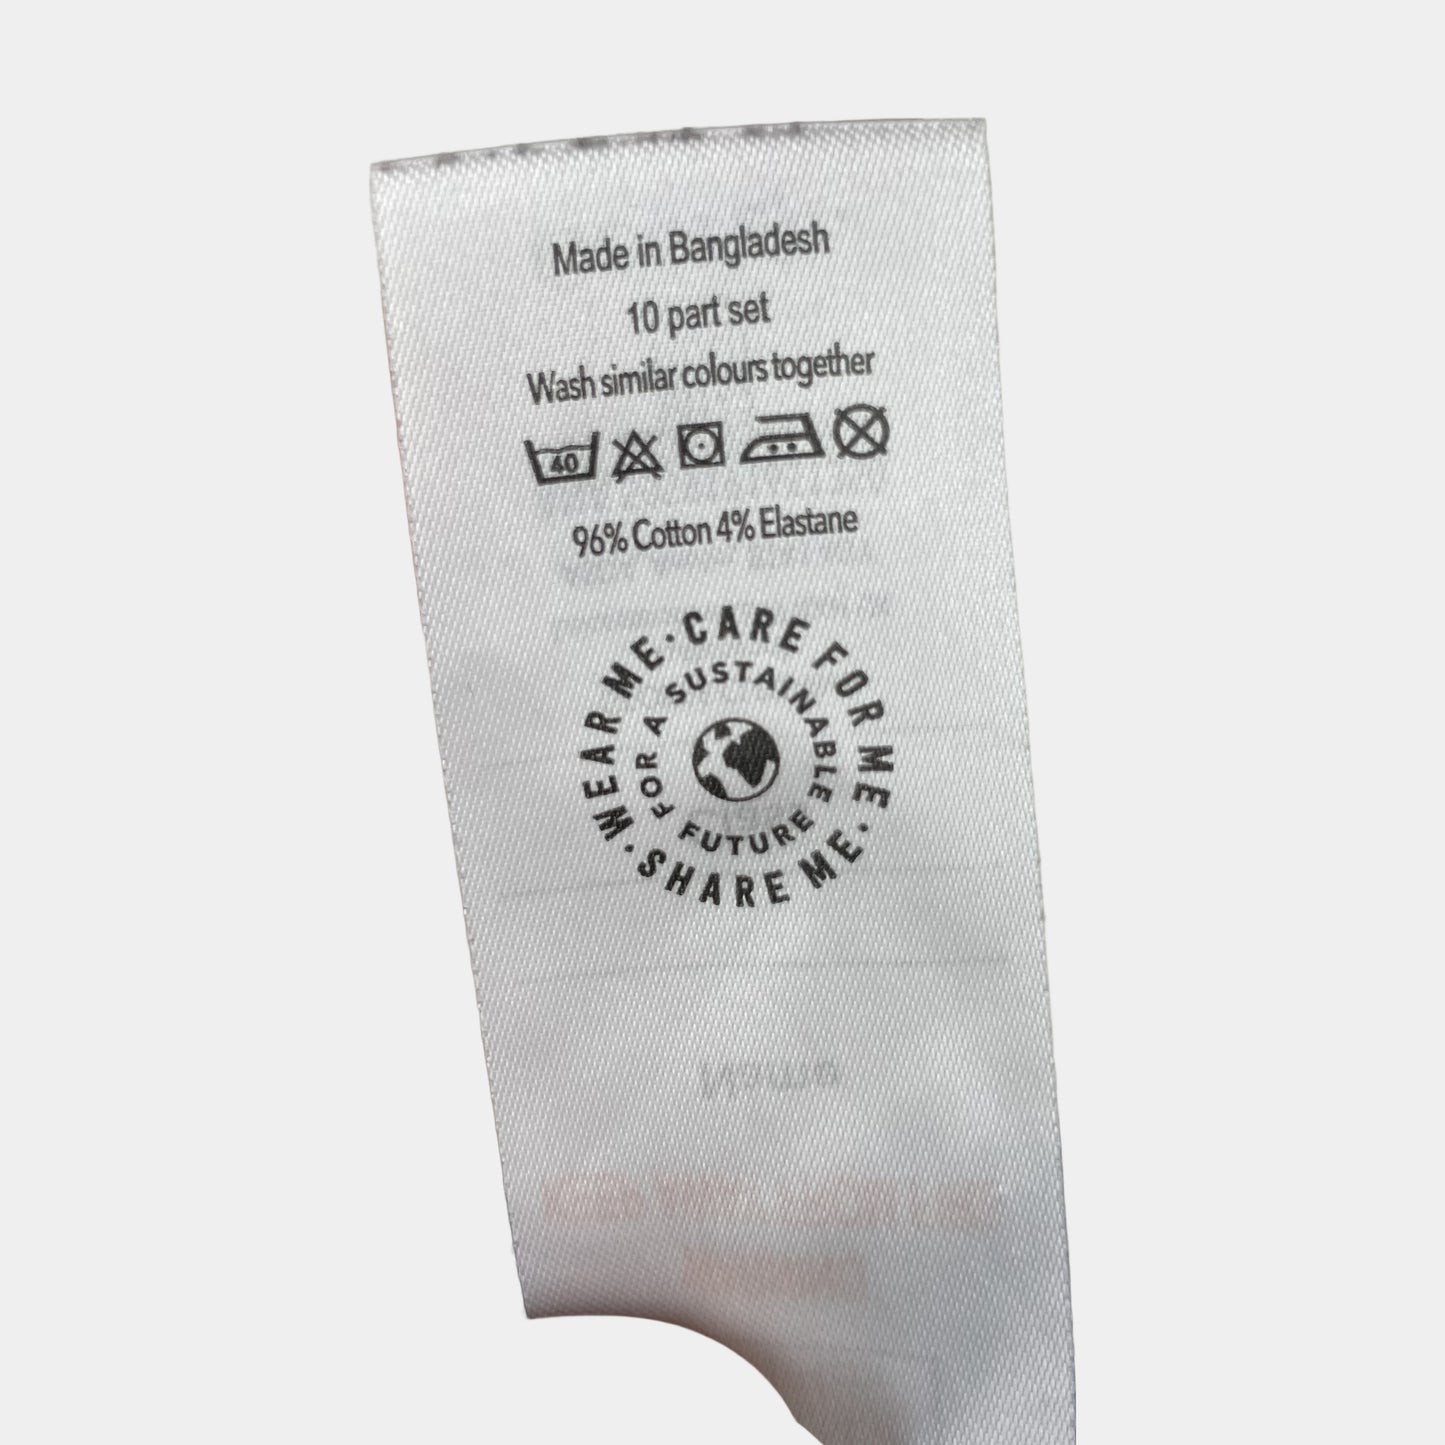 Made in Bangladesh
10 part set
Wash similar colours together
40
96% Cotton 4% Elastane
WEAR ME · CARE FOR ME · SHARE ME ·
FOR A SUSTAINABLE FUTURE